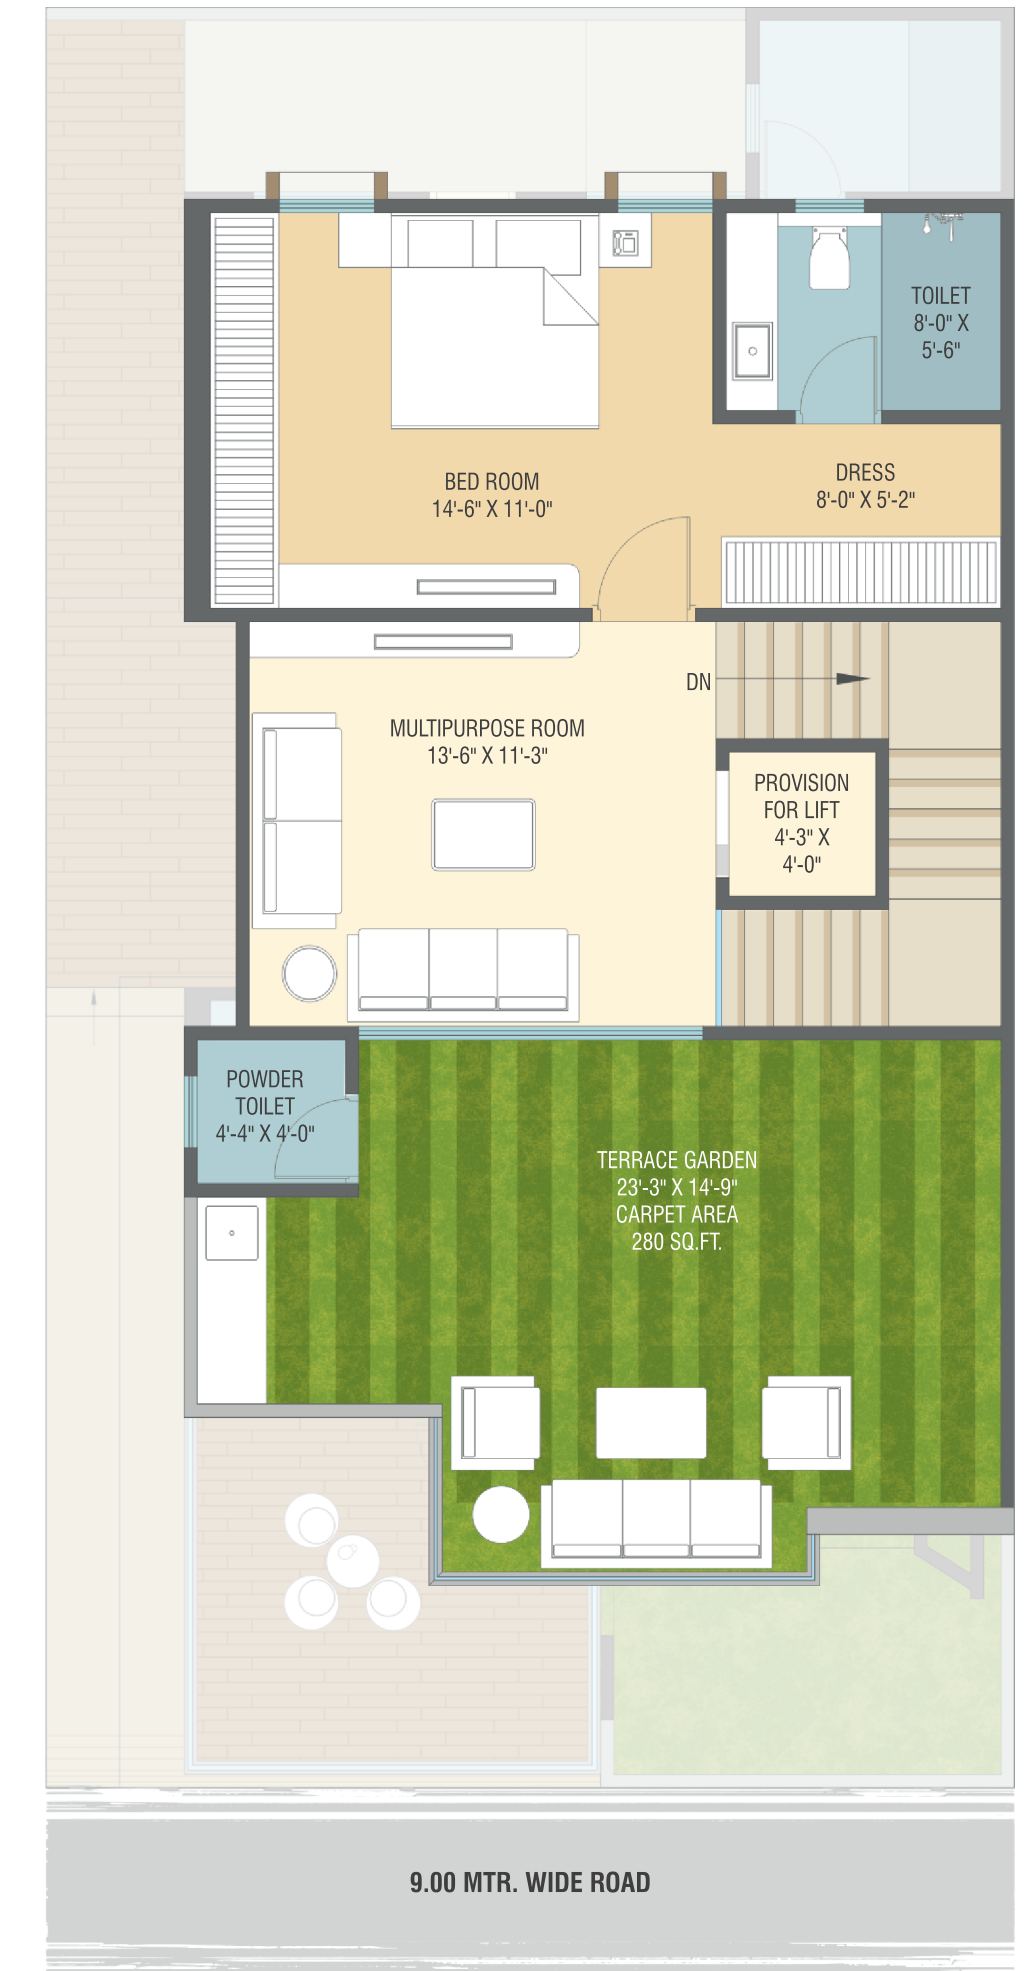 TOILET
8'-0" X
5'-6"
BED ROOM
14'-6" X 11'-0"
DRESS
8'-0" X 5'-2"
DN
MULTIPURPOSE ROOM
13'-6" X 11'-3"
PROVISION
FOR LIFT
4'-3" X
4'-0"
POWDER
TOILET
4'-4" X 4'-0"
TERRACE GARDEN
23'-3" X 14'-9"
CARPET AREA
280 SQ.FT.
9.00 MTR. WIDE ROAD